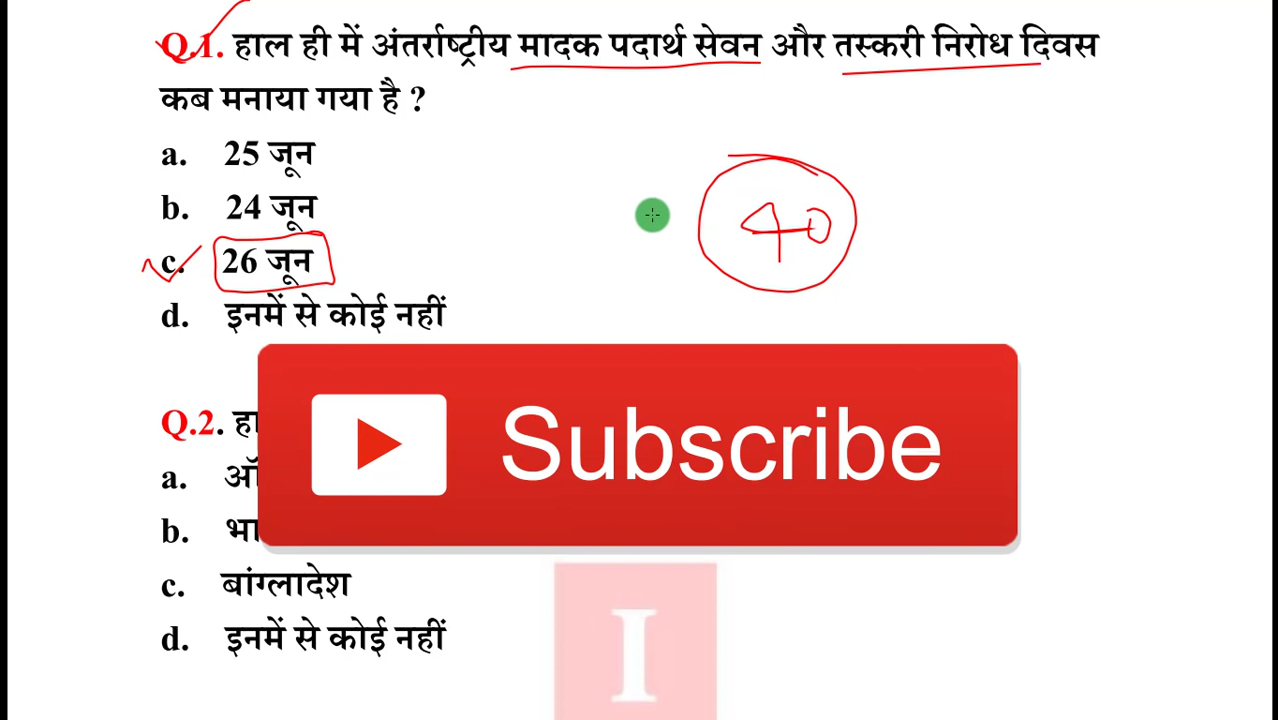 Q.1. हाल ही में अंतर्राष्ट्रीय मादक पदार्थ सेवन और तस्करी निरोध दिवस
कब मनाया गया है ?
a. 25 जून
b. 24 जून
40
c. 26 जून
d. इनमें से कोई नहीं
Q.2.
Subscribe
a.
b.
c. बांग्लादेश
d. इनमें से कोई नहीं
I